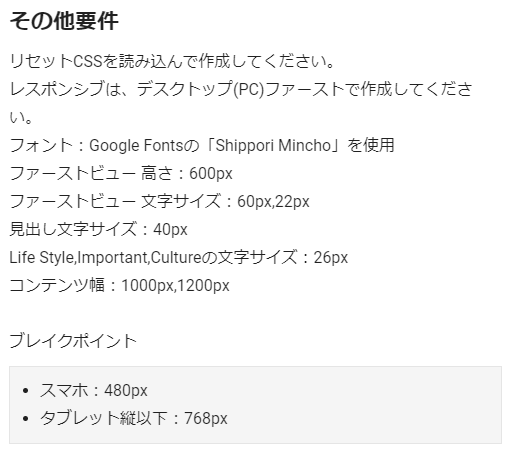 その他要件
リセットCSSを読み込んで作成してください。
レスポンシブは、デスクトップ(PC)ファーストで作成してくださ
い。
フォント：Google Fontsの「Shippori Mincho」を使用
ファーストビュー 高さ：600px
ファーストビュー 文字サイズ：60px,22px
見出し文字サイズ：40px
Life Style,Important,Cultureの文字サイズ：26px
コンテンツ幅：1000px,1200px
ブレイクポイント
• スマホ：480px
• タブレット縦以下：768px